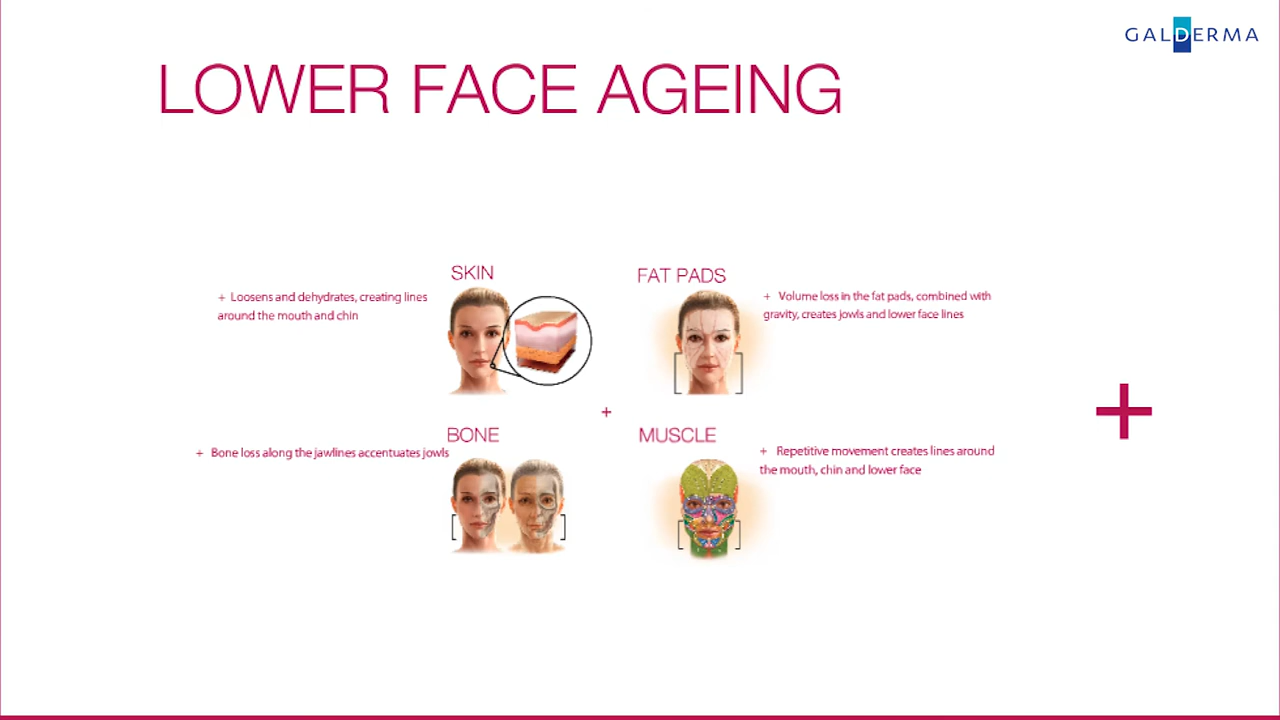 GALDERMA
LOWER FACE AGEING
SKIN
+ Loosens and dehydrates, creating lines
around the mouth and chin
FAT PADS
+ Volume loss in the fat pads, combined with
gravity, creates jowls and lower face lines
+
+
BONE
+ Bone loss along the jawlines accentuates jowls
MUSCLE
+ Repetitive movement creates lines around
the mouth, chin and lower face